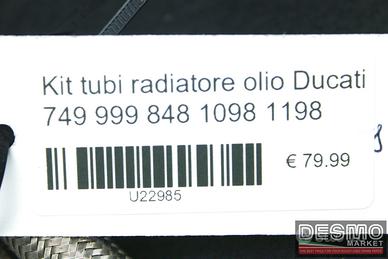 Kit tubi radiatore olio Ducati
749 999 848 1098 1198
€ 79.99
U22985
DESMO
MARKET